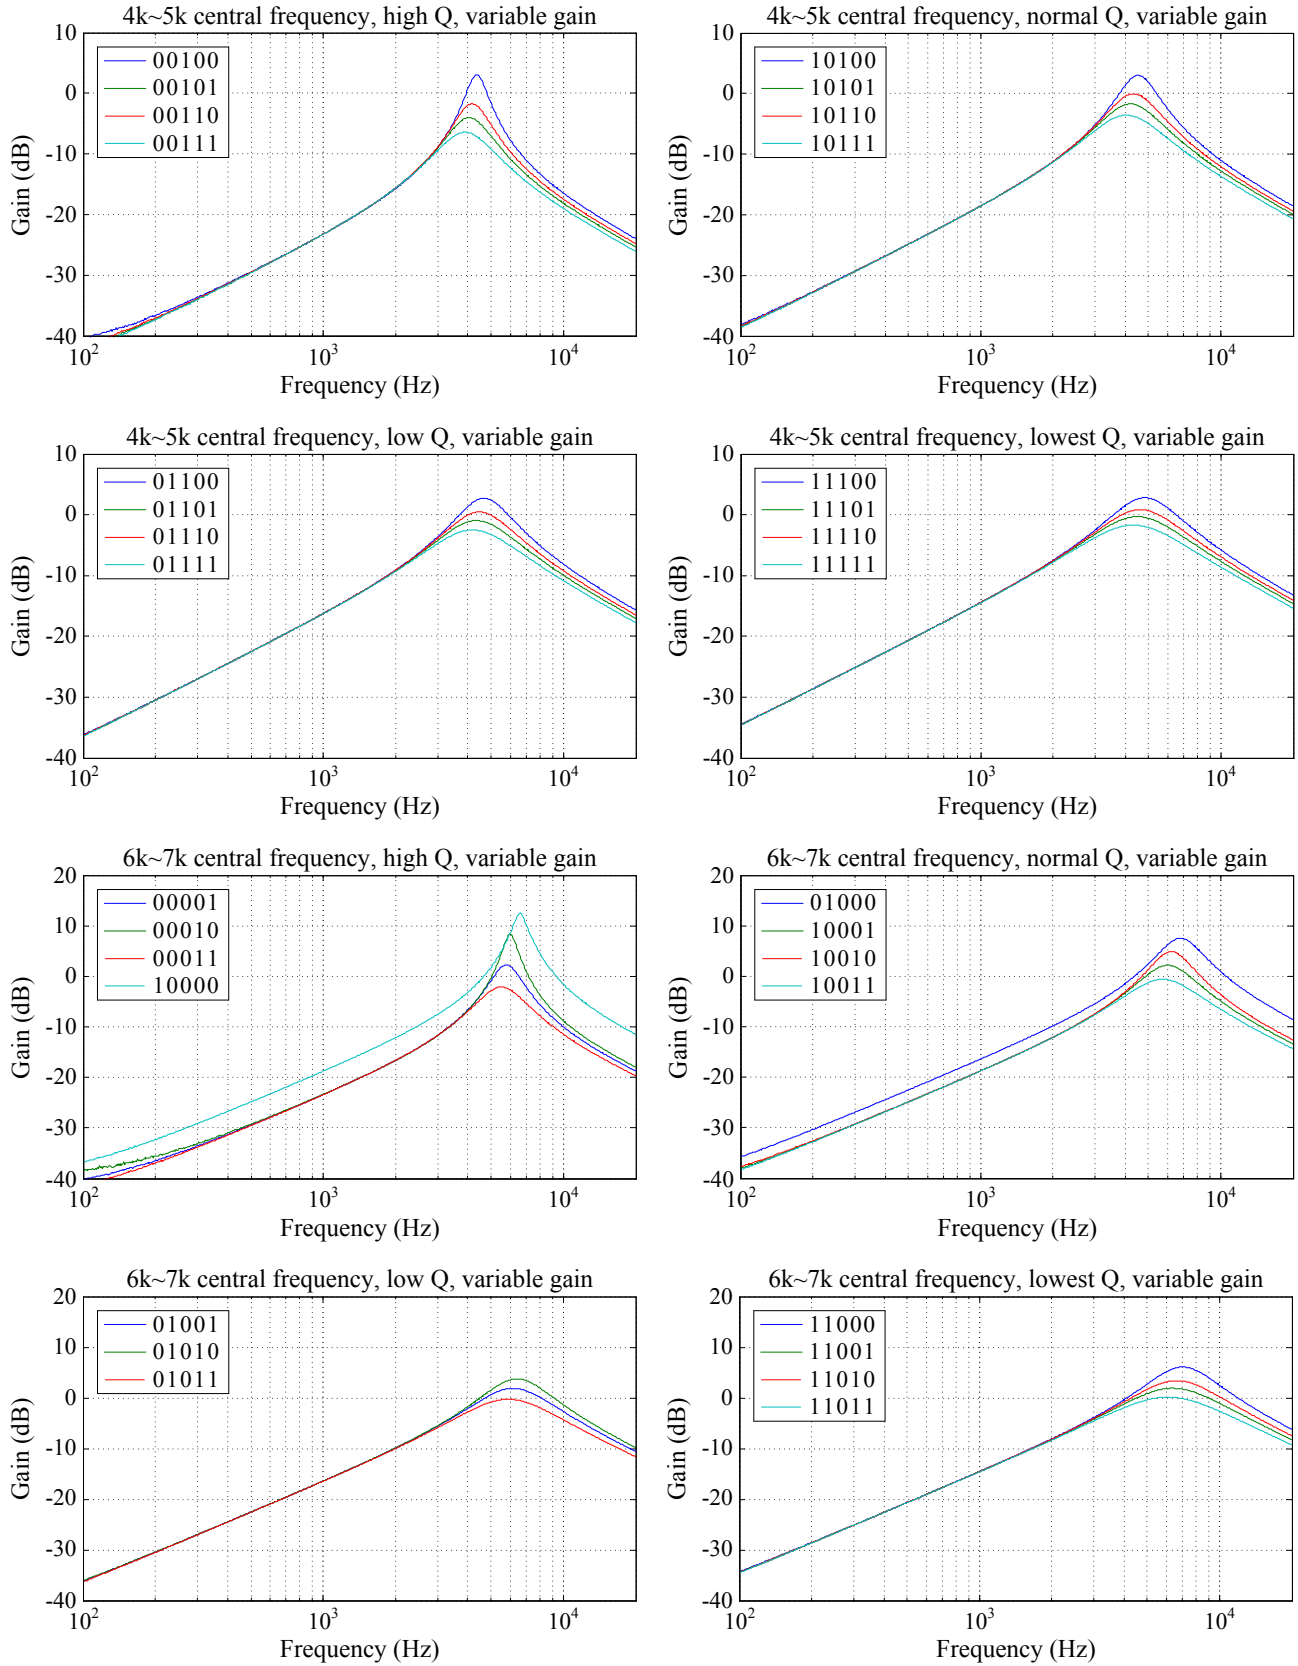 4k~5k central frequency, high Q, variable gain
10
0
-10
-20
-30
-40
Gain (dB)
00100
00101
00110
00111
10² 10³ 10⁴
Frequency (Hz)
4k~5k central frequency, normal Q, variable gain
10
0
-10
-20
-30
-40
Gain (dB)
10100
10101
10110
10111
10² 10³ 10⁴
Frequency (Hz)
4k~5k central frequency, low Q, variable gain
10
0
-10
-20
-30
-40
Gain (dB)
01100
01101
01110
01111
10² 10³ 10⁴
Frequency (Hz)
4k~5k central frequency, lowest Q, variable gain
10
0
-10
-20
-30
-40
Gain (dB)
11100
11101
11110
11111
10² 10³ 10⁴
Frequency (Hz)
6k~7k central frequency, high Q, variable gain
20
10
0
-10
-20
-30
-40
Gain (dB)
00001
00010
00011
10000
10² 10³ 10⁴
Frequency (Hz)
6k~7k central frequency, normal Q, variable gain
20
10
0
-10
-20
-30
-40
Gain (dB)
01000
10001
10010
10011
10² 10³ 10⁴
Frequency (Hz)
6k~7k central frequency, low Q, variable gain
20
10
0
-10
-20
-30
-40
Gain (dB)
01001
01010
01011
10² 10³ 10⁴
Frequency (Hz)
6k~7k central frequency, lowest Q, variable gain
20
10
0
-10
-20
-30
-40
Gain (dB)
11000
11001
11010
11011
10² 10³ 10⁴
Frequency (Hz)